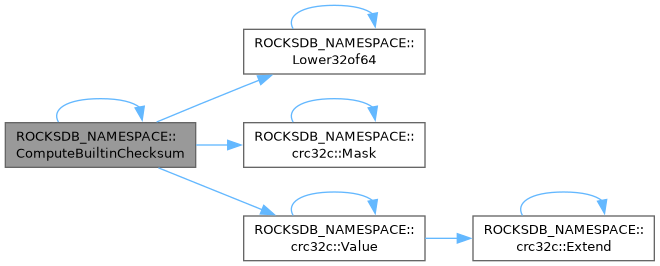 ROCKSDB_NAMESPACE::
Lower32of64
ROCKSDB_NAMESPACE::
ComputeBuiltinChecksum
ROCKSDB_NAMESPACE::
crc32c::Mask
ROCKSDB_NAMESPACE::
crc32c::Value
ROCKSDB_NAMESPACE::
crc32c::Extend